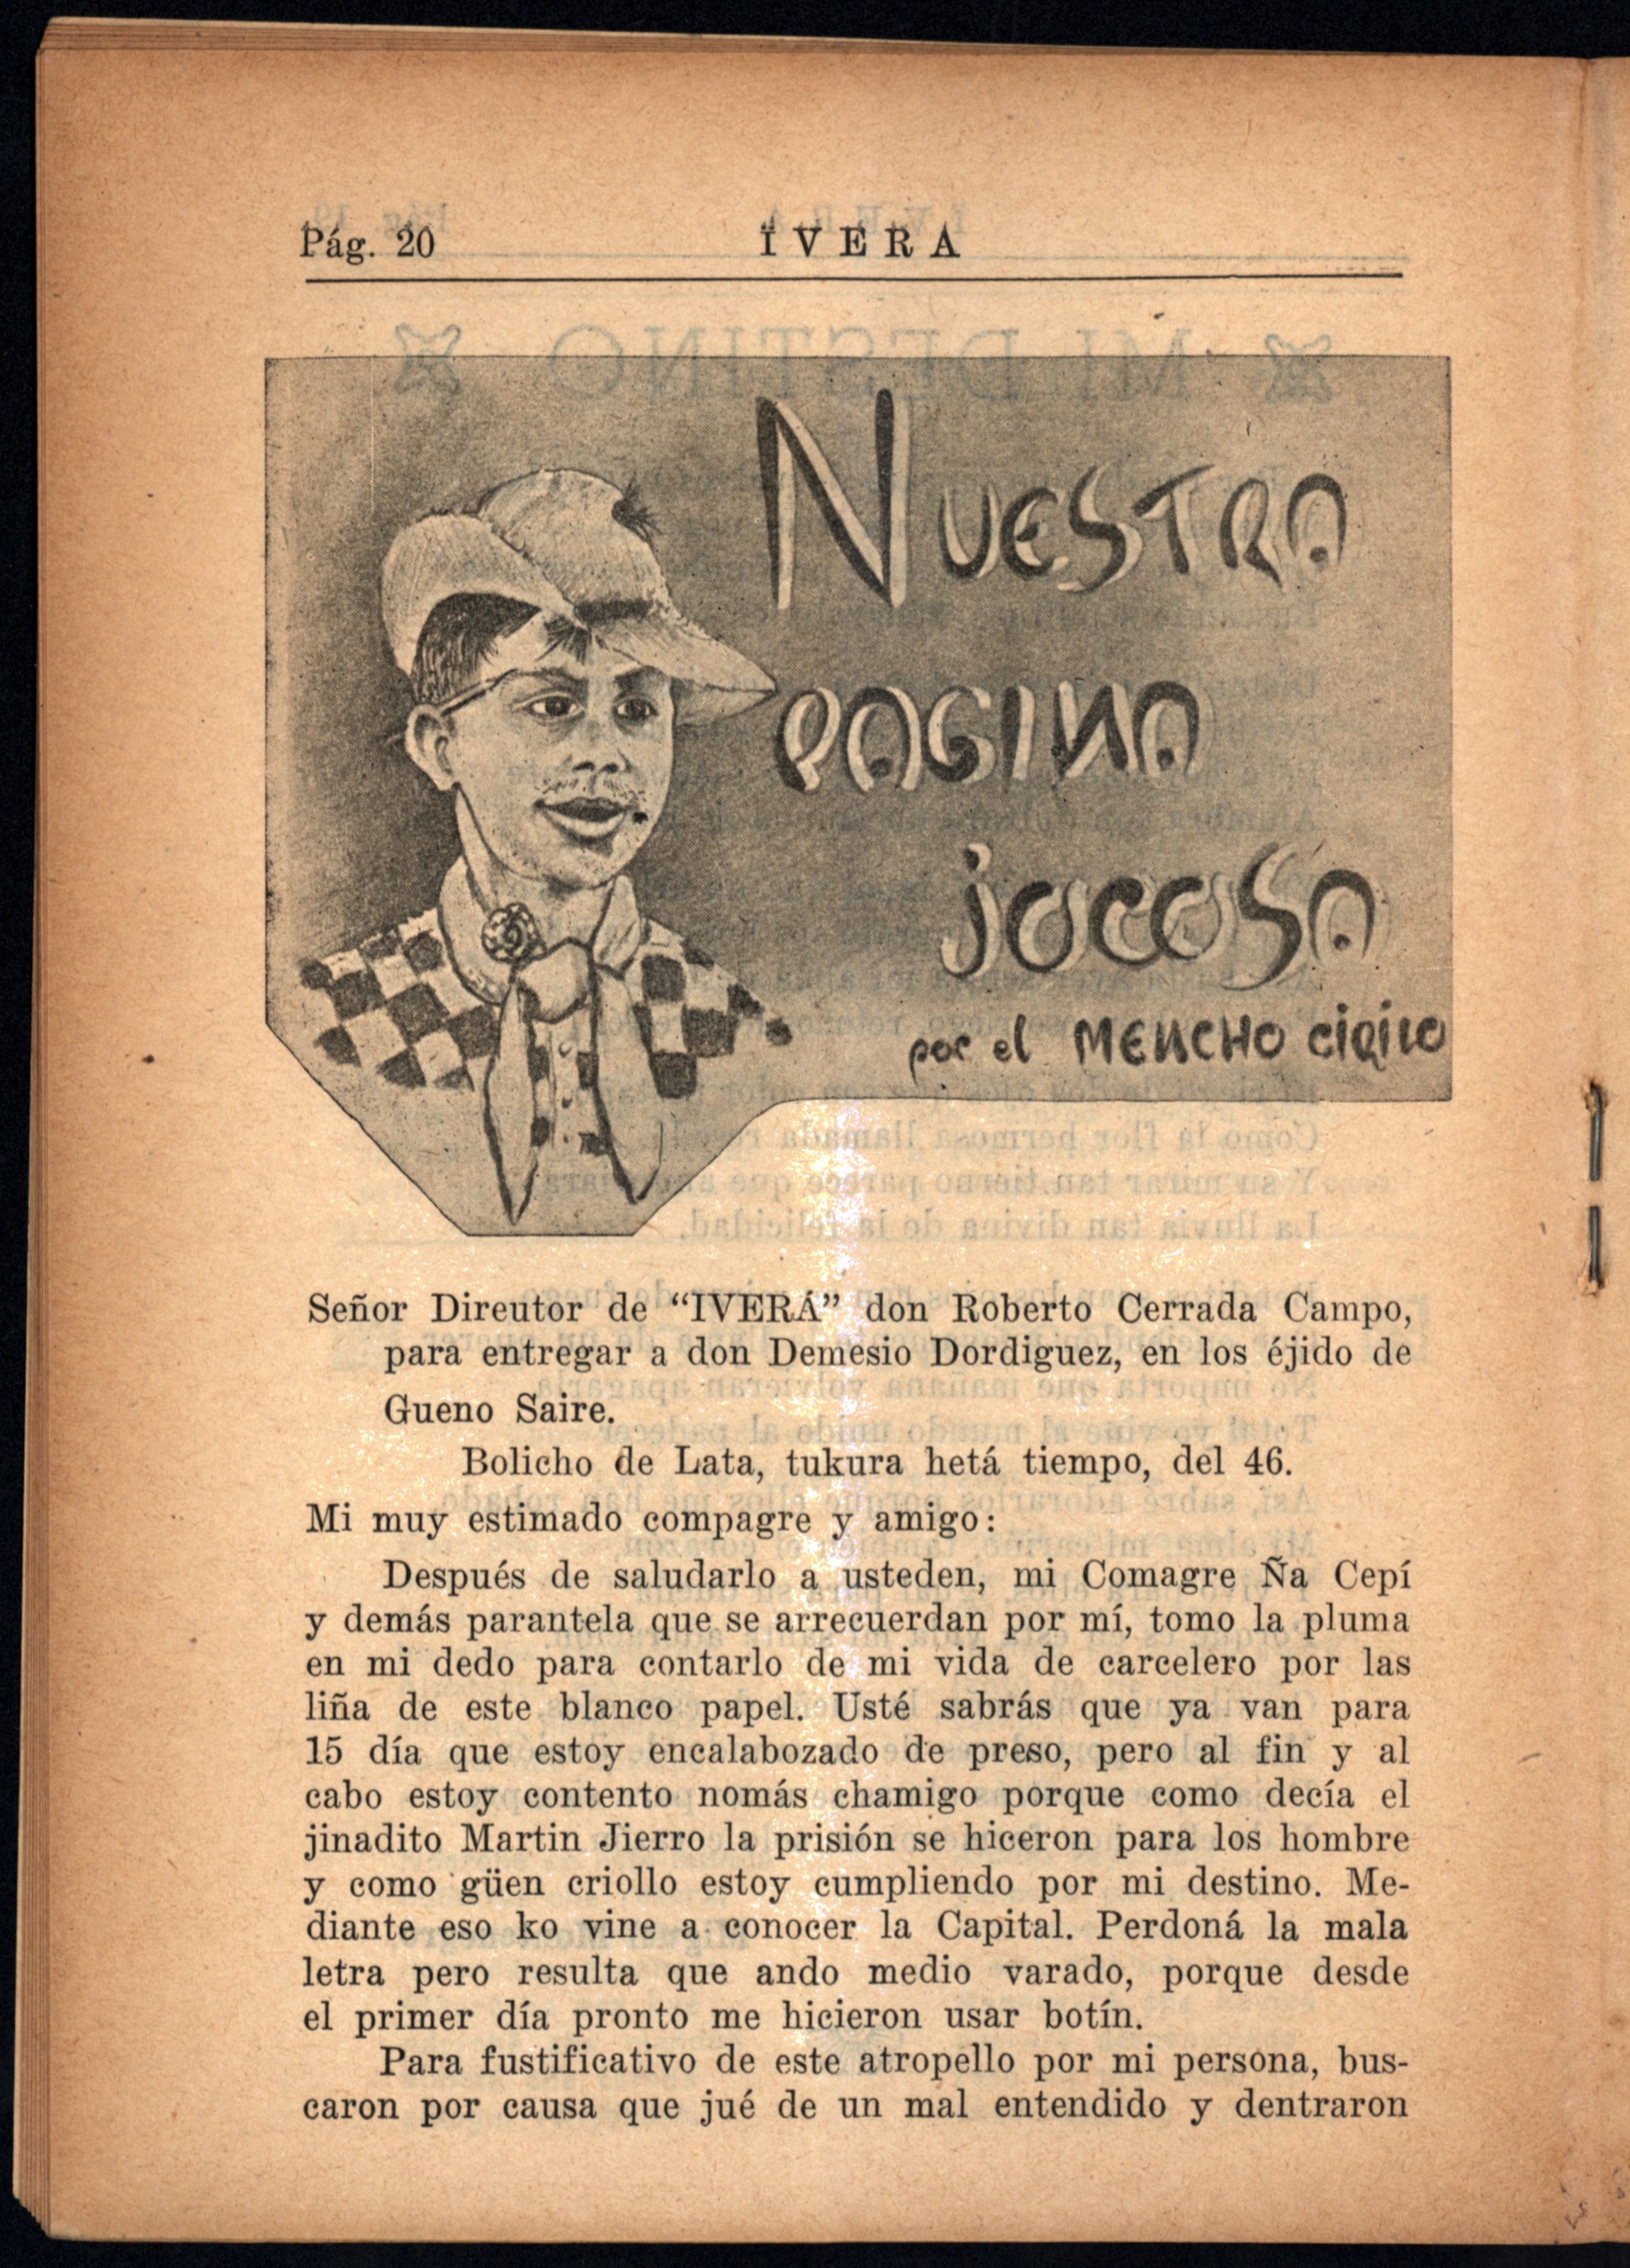 Pág. 20
IVERA
NUESTRA
PAGINA
jocosa
por el MENCHO CIRILO
Señor Direutor de “IVERÁ” don Roberto Cerrada Campo,
para entregar a don Demesio Dordiguez, en los éjido de
Gueno Saire.
Bolicho de Lata, tukura hetá tiempo, del 46.
Mi muy estimado compagre y amigo:
Después de saludarlo a usteden, mi Comagre Ña Cepí
y demás parantela que se arrecuerdan por mí, tomo la pluma
en mi dedo para contarlo de mi vida de carcelero por las
liña de este blanco papel. Usté sabrás que ya van para
15 día que estoy encalabozado de preso, pero al fin y al
cabo estoy contento nomás chamigo porque como decía el
jinadito Martin Jierro la prisión se hiceron para los hombre
y como güen criollo estoy cumpliendo por mi destino. Me-
diante eso ko vine a conocer la Capital. Perdoná la mala
letra pero resulta que ando medio varado, porque desde
el primer día pronto me hicieron usar botín.
Para fustificativo de este atropello por mi persona, bus-
caron por causa que jué de un mal entendido y dentraron